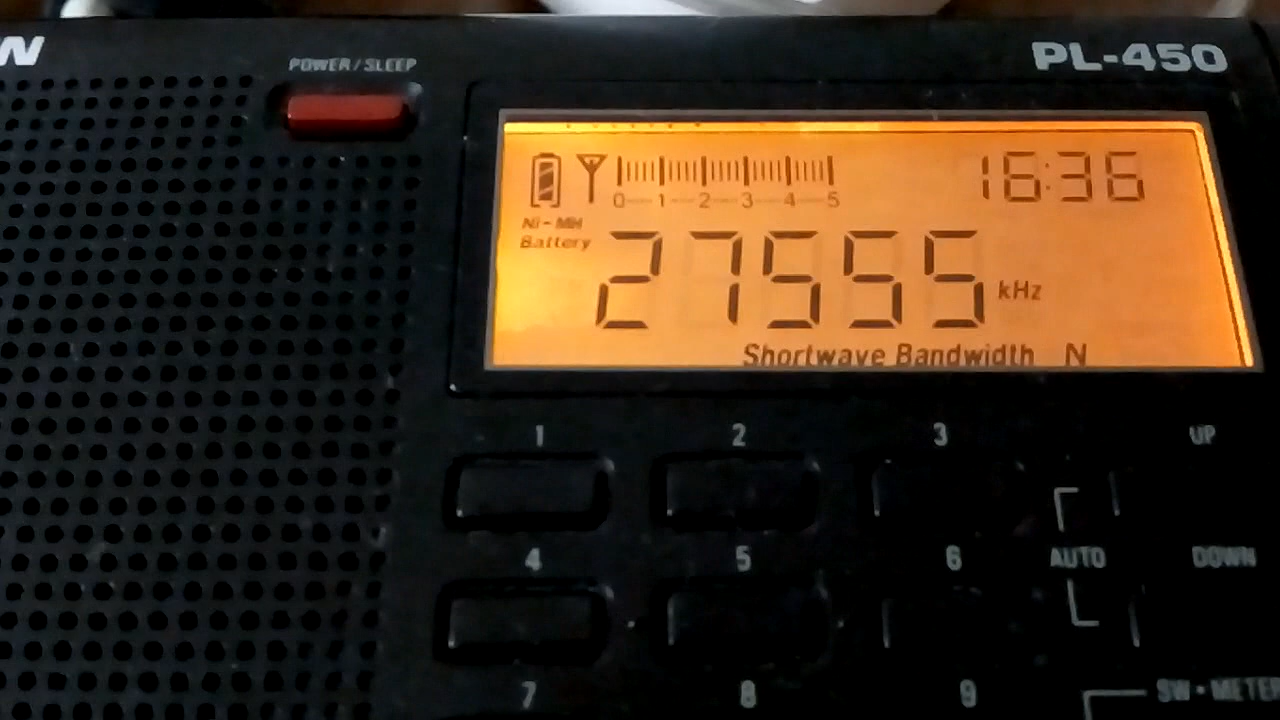 W
POWER/SLEEP
PL-450
16:36
0 1 2 3 4 5
Ni-MH
Battery
27555 kHz
Shortwave Bandwidth N
1 2 3 UP
4 5 6 AUTO DOWN
7 8 9 SW-METER